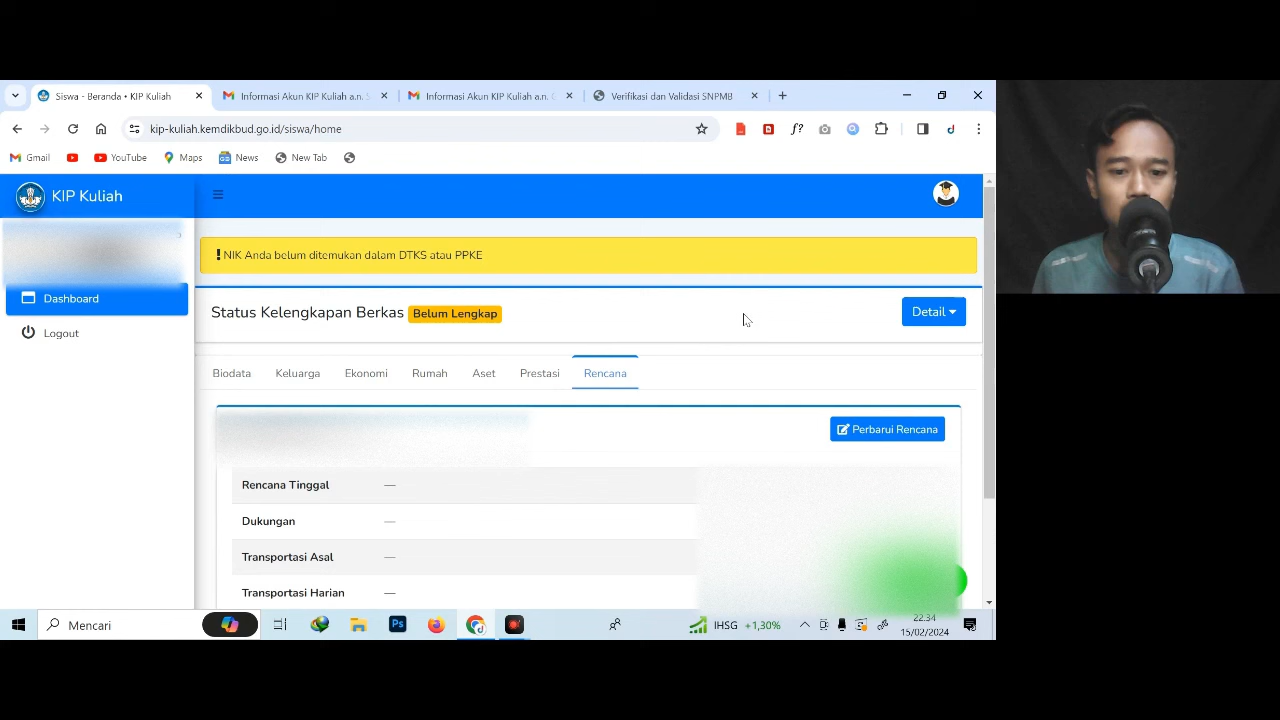 Siswa - Beranda • KIP Kuliah
Informasi Akun KIP Kuliah a.n. S
Informasi Akun KIP Kuliah a.n.
Verifikasi dan Validasi SNPMB
kip-kuliah.kemdikbud.go.id/siswa/home
Gmail
YouTube
Maps
News
New Tab
KIP Kuliah
! NIK Anda belum ditemukan dalam DTKS atau PPKE
Dashboard
Logout
Status Kelengkapan Berkas Belum Lengkap
Detail
Biodata Keluarga Ekonomi Rumah Aset Prestasi Rencana
Perbarui Rencana
Rencana Tinggal —
Dukungan —
Transportasi Asal —
Transportasi Harian —
Mencari
Ps
IHSG +1,30%
22.34
15/02/2024